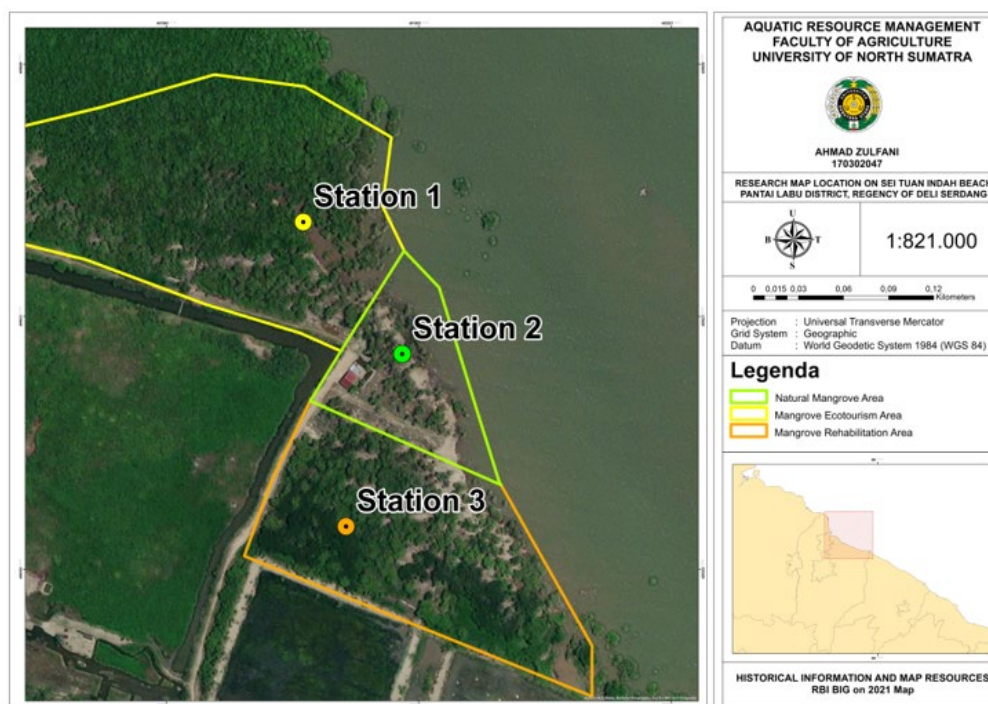 Station 1
Station 2
Station 3
AQUATIC RESOURCE MANAGEMENT
FACULTY OF AGRICULTURE
UNIVERSITY OF NORTH SUMATRA
AHMAD ZULFANI
170302047
RESEARCH MAP LOCATION ON SEI TUAN INDAH BEACH
PANTAI LABU DISTRICT, REGENCY OF DELI SERDANG
U
B T
S
1:821.000
0 0,015 0,03 0,06 0,09 0,12
Kilometers
Projection : Universal Transverse Mercator
Grid System : Geographic
Datum : World Geodetic System 1984 (WGS 84)
Legenda
Natural Mangrove Area
Mangrove Ecotourism Area
Mangrove Rehabilitation Area
HISTORICAL INFORMATION AND MAP RESOURCES
RBI BIG on 2021 Map